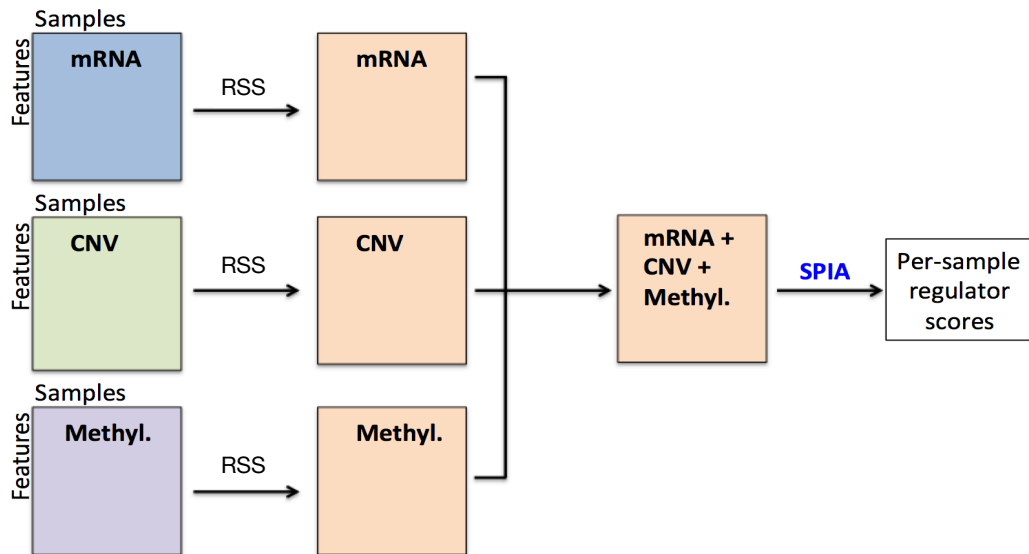 Samples
Features
mRNA
RSS
mRNA
Samples
Features
CNV
RSS
CNV
mRNA +
CNV +
Methyl.
SPIA
Per-sample
regulator
scores
Samples
Features
Methyl.
RSS
Methyl.